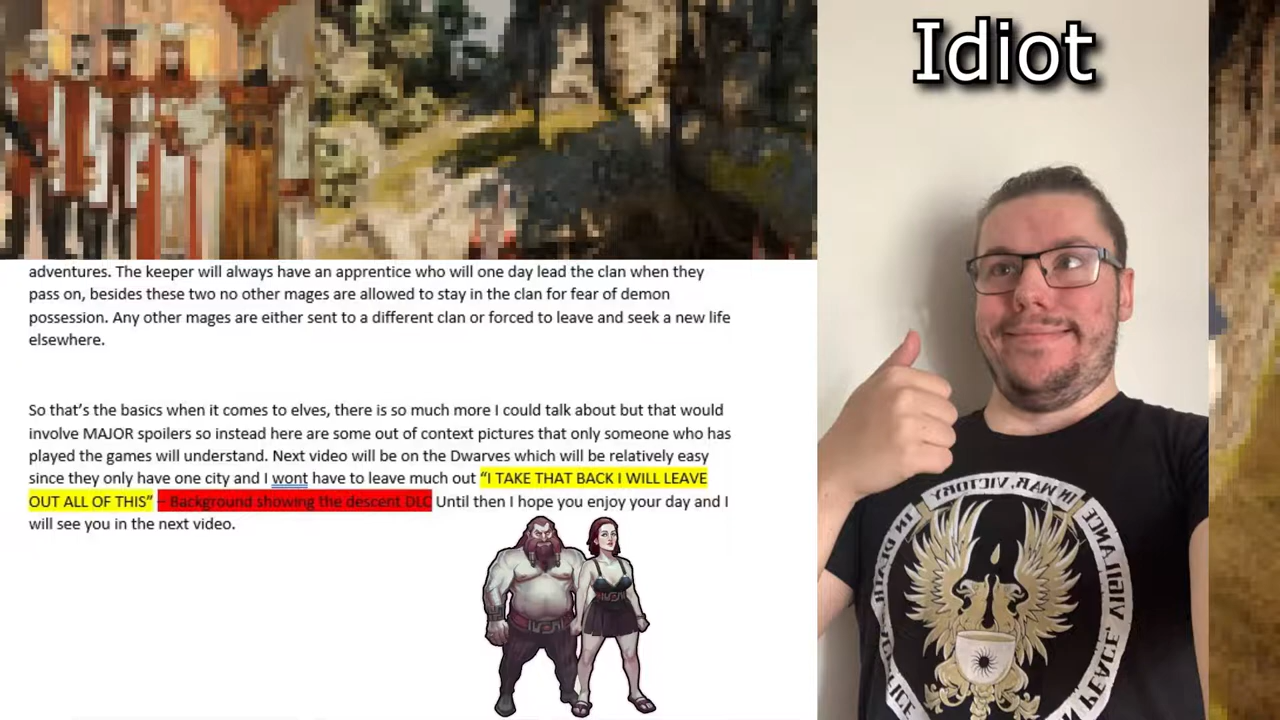 Idiot
adventures. The keeper will always have an apprentice who will one day lead the clan when they
pass on, besides these two no other mages are allowed to stay in the clan for fear of demon
possession. Any other mages are either sent to a different clan or forced to leave and seek a new life
elsewhere.
So that's the basics when it comes to elves, there is so much more I could talk about but that would
involve MAJOR spoilers so instead here are some out of context pictures that only someone who has
played the games will understand. Next video will be on the Dwarves which will be relatively easy
since they only have one city and I wont have to leave much out “I TAKE THAT BACK I WILL LEAVE
OUT ALL OF THIS” – Background showing the descent DLC Until then I hope you enjoy your day and I
will see you in the next video.
IN WAR, VICTORY
IN PEACE, VIGILANCE
IN DEATH